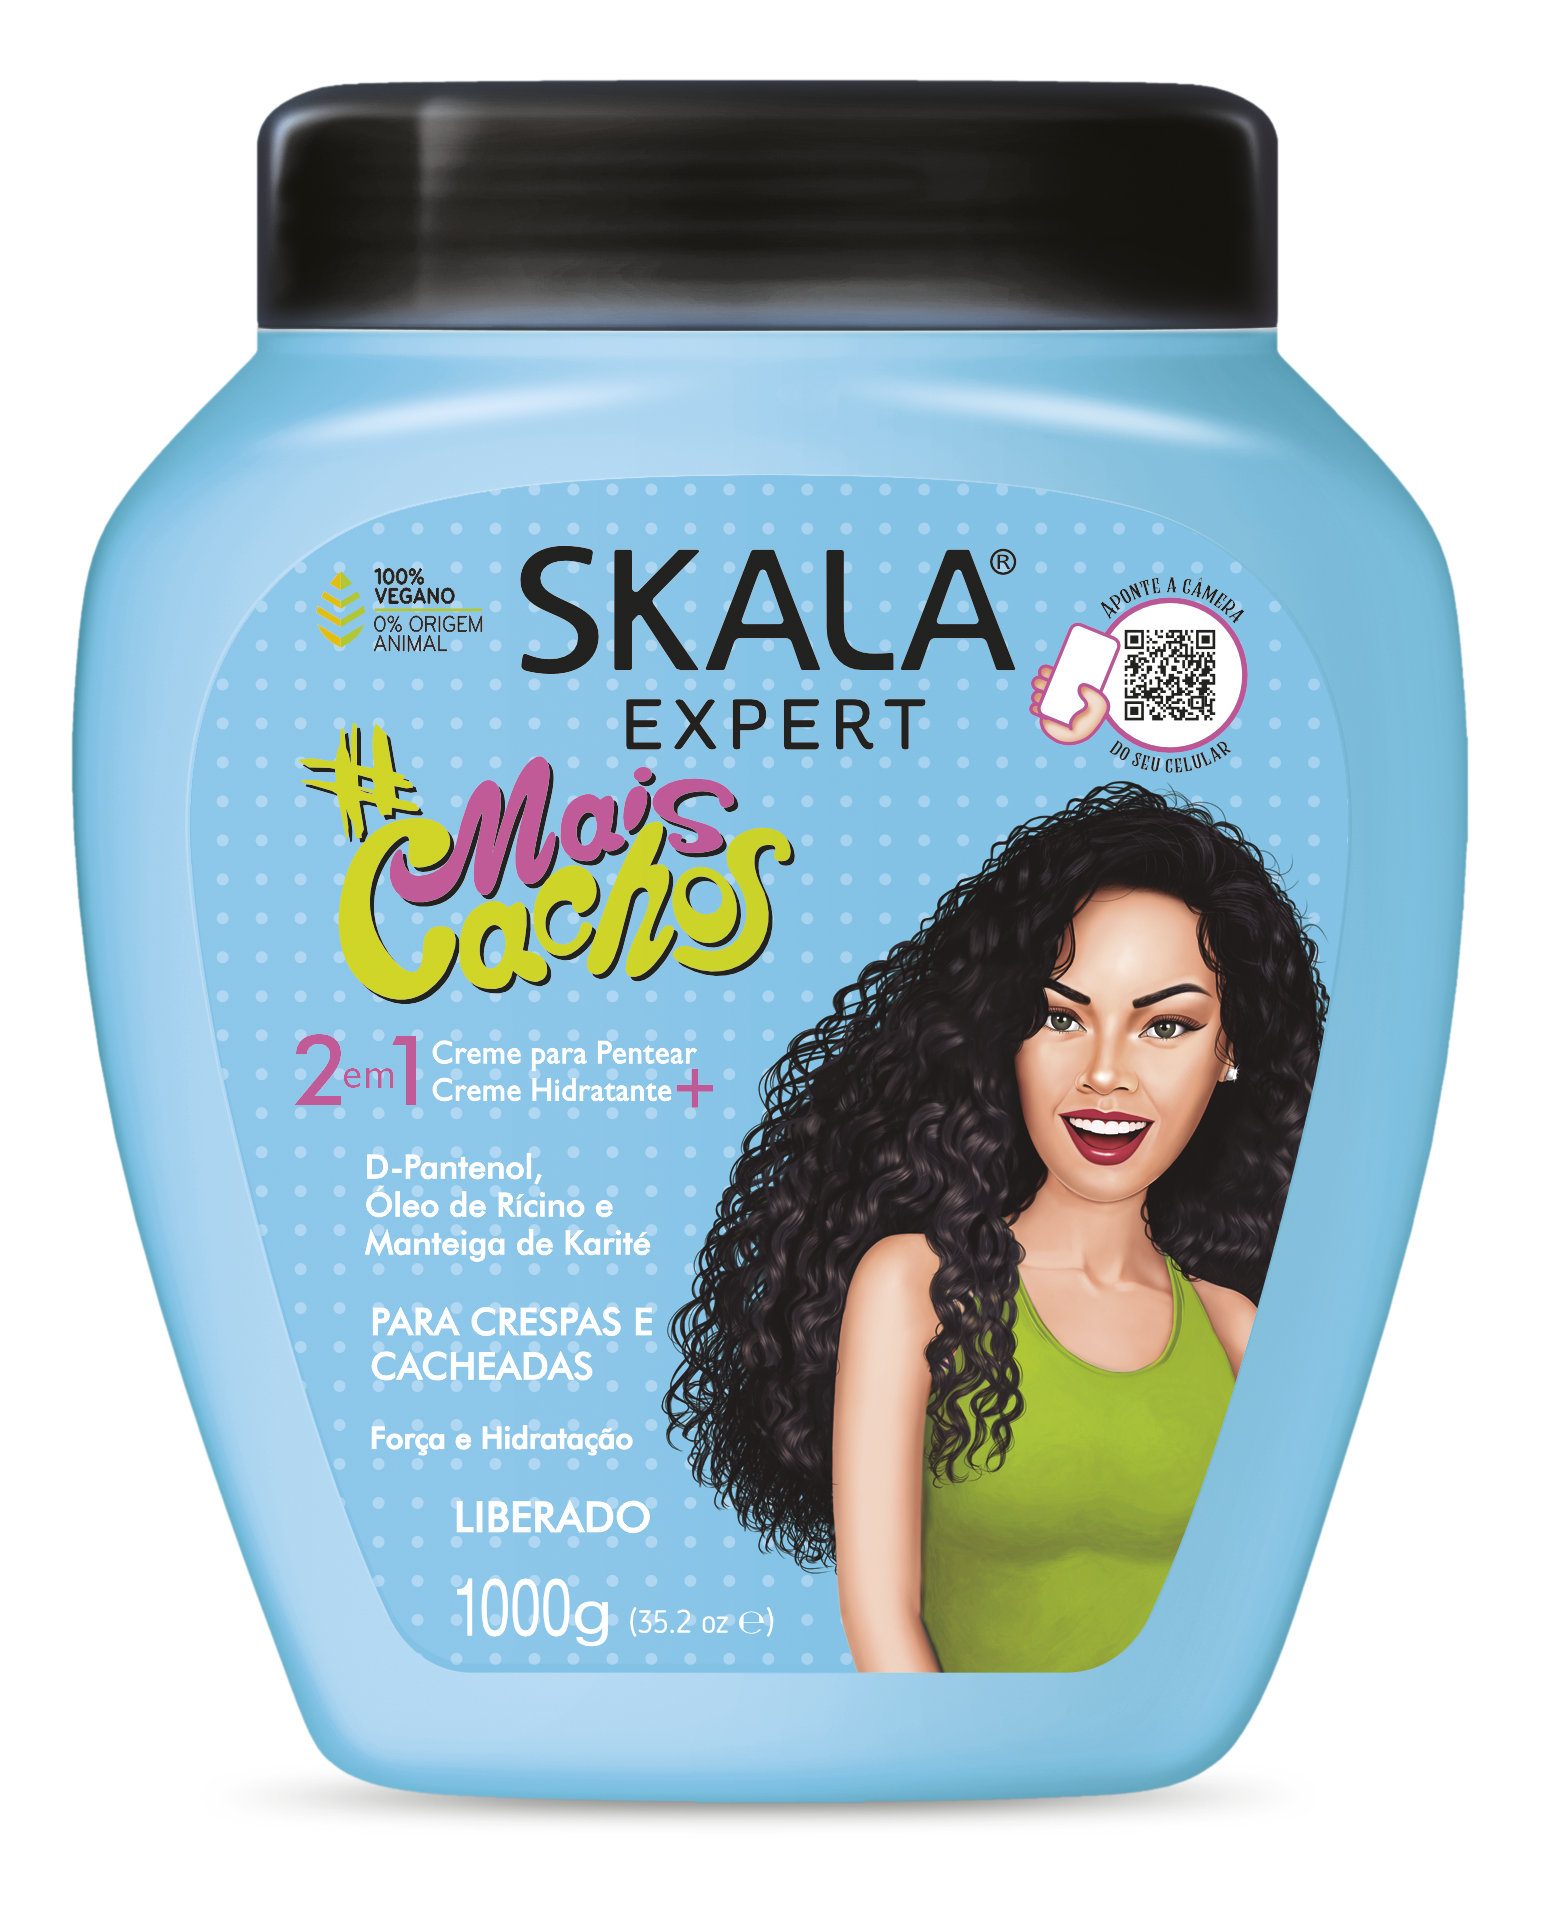 100%
VEGANO
0% ORIGEM
ANIMAL
SKALA®
EXPERT
APONTE A CÂMERA
DO SEU CELULAR
#Mais
Cachos
2em1 Creme para Pentear
Creme Hidratante+
D-Pantenol,
Óleo de Rícino e
Manteiga de Karité
PARA CRESPAS E
CACHEADAS
Força e Hidratação
LIBERADO
1000g (35.2 oz ℮)